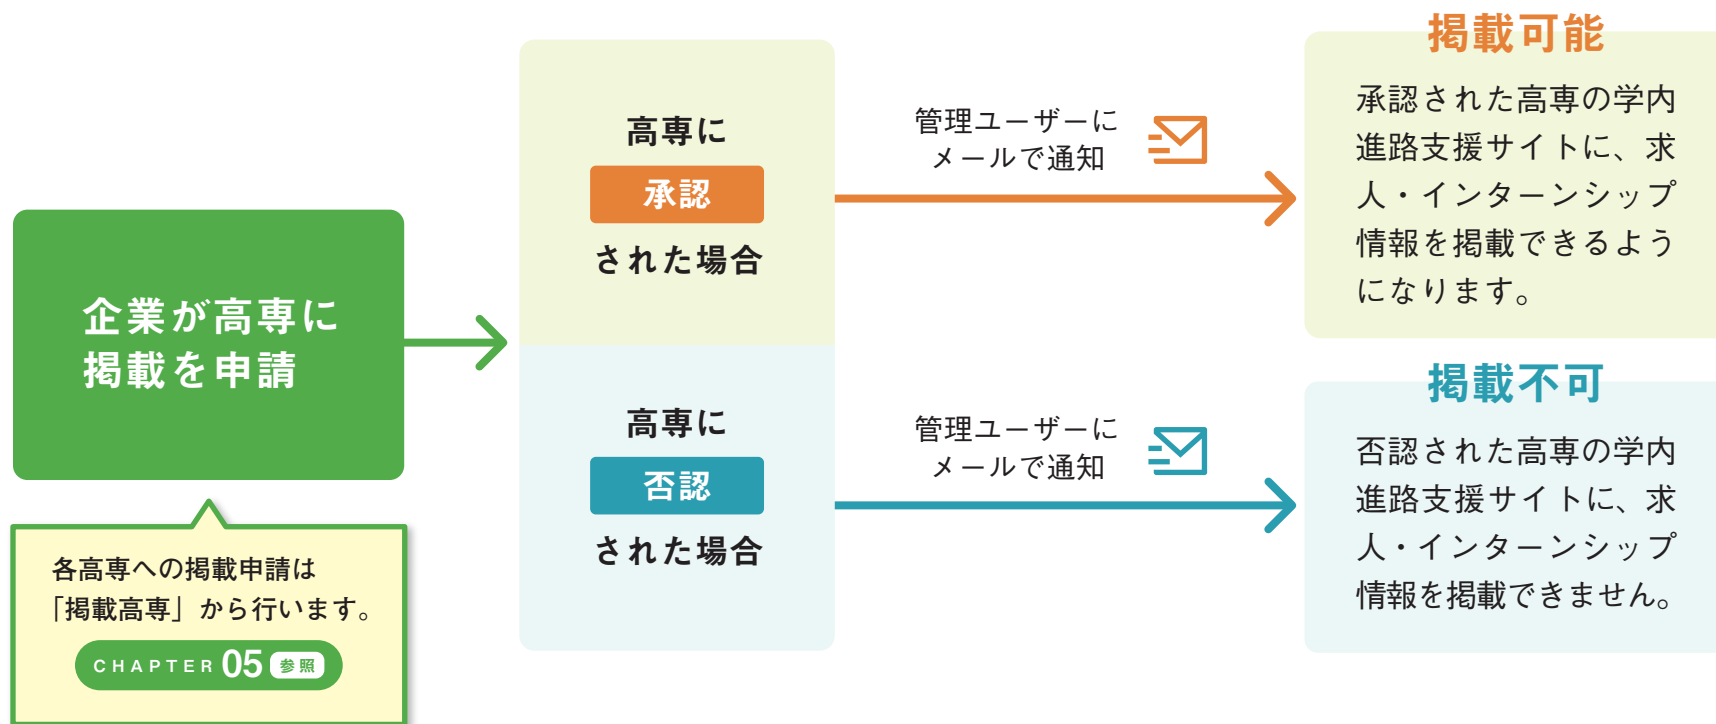 企業が高専に
掲載を申請
各高専への掲載申請は
「掲載高専」から行います。
CHAPTER 05 参照
高専に
承認
された場合
管理ユーザーに
メールで通知
掲載可能
承認された高専の学内
進路支援サイトに、求
人・インターンシップ
情報を掲載できるよう
になります。
高専に
否認
された場合
管理ユーザーに
メールで通知
掲載不可
否認された高専の学内
進路支援サイトに、求
人・インターンシップ
情報を掲載できません。